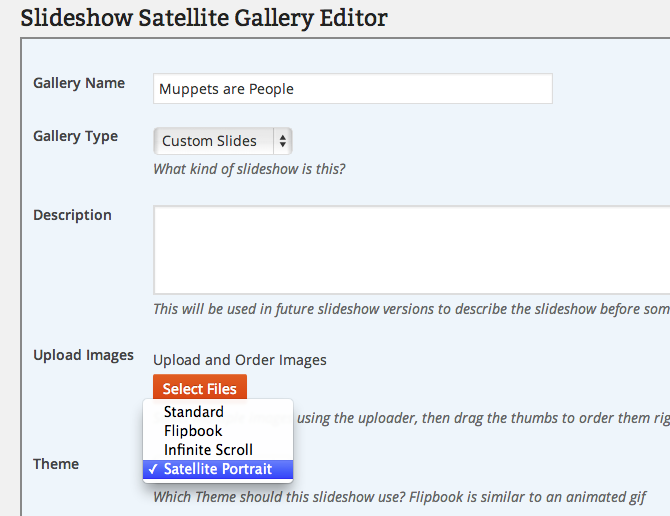 Slideshow Satellite Gallery Editor
Gallery Name
Muppets are People
Gallery Type
Custom Slides
What kind of slideshow is this?
Description
This will be used in future slideshow versions to describe the slideshow before som
Upload Images
Upload and Order Images
Select Files
using the uploader, then drag the thumbs to order them rig
Standard
Flipbook
Infinite Scroll
Theme
✓ Satellite Portrait
Which Theme should this slideshow use? Flipbook is similar to an animated gif